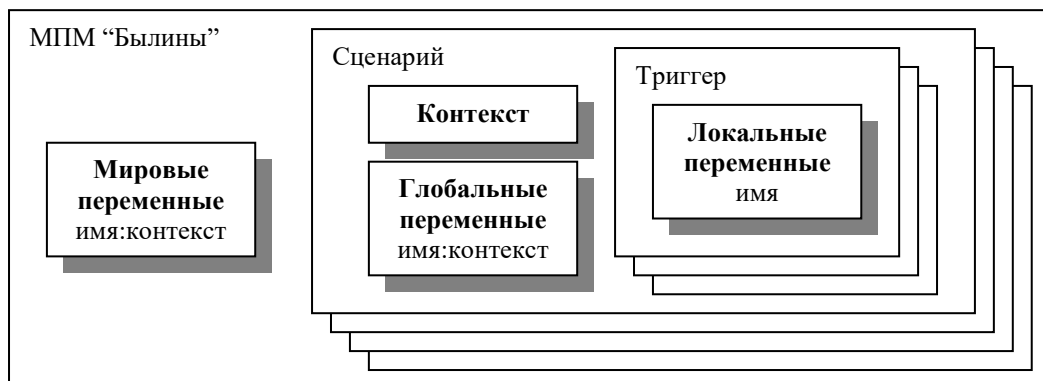 МПМ “Былины”
Сценарий
Триггер
Контекст
Локальные
переменные
имя
Мировые
переменные
имя:контекст
Глобальные
переменные
имя:контекст